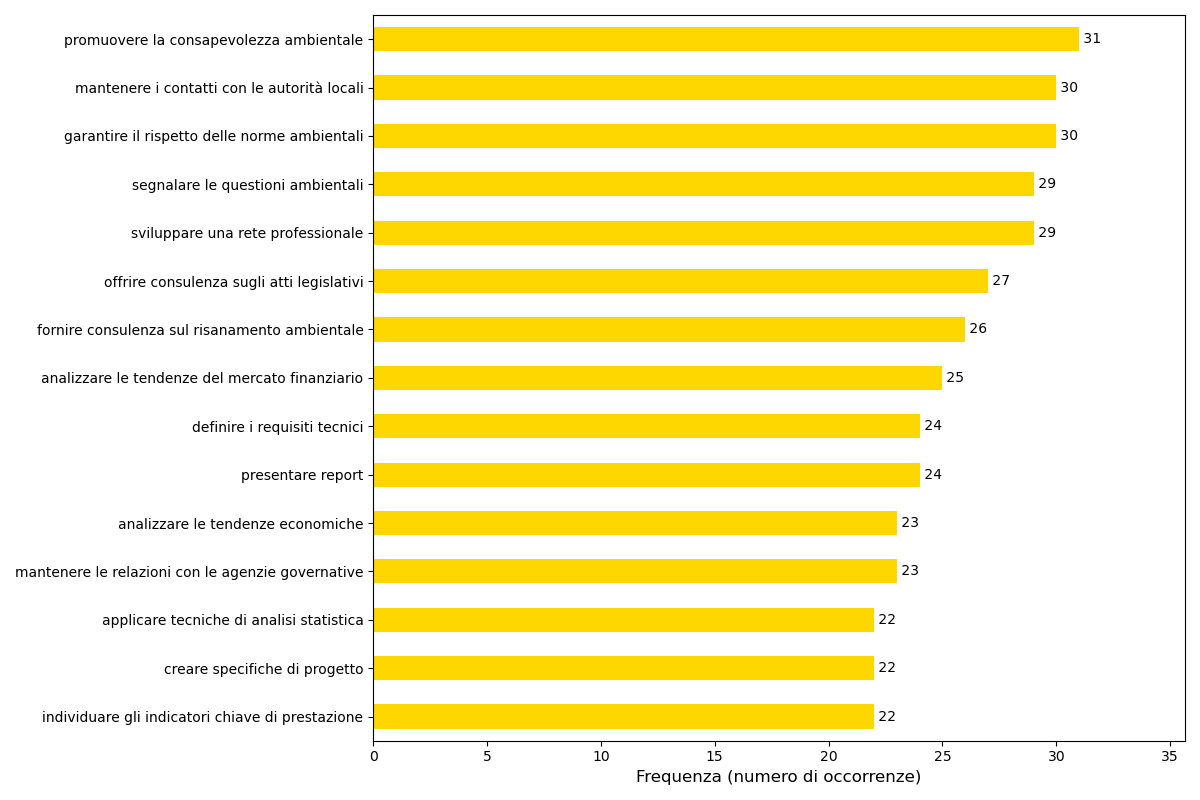 promuovere la consapevolezza ambientale 31
mantenere i contatti con le autorità locali 30
garantire il rispetto delle norme ambientali 30
segnalare le questioni ambientali 29
sviluppare una rete professionale 29
offrire consulenza sugli atti legislativi 27
fornire consulenza sul risanamento ambientale 26
analizzare le tendenze del mercato finanziario 25
definire i requisiti tecnici 24
presentare report 24
analizzare le tendenze economiche 23
mantenere le relazioni con le agenzie governative 23
applicare tecniche di analisi statistica 22
creare specifiche di progetto 22
individuare gli indicatori chiave di prestazione 22
0 5 10 15 20 25 30 35
Frequenza (numero di occorrenze)